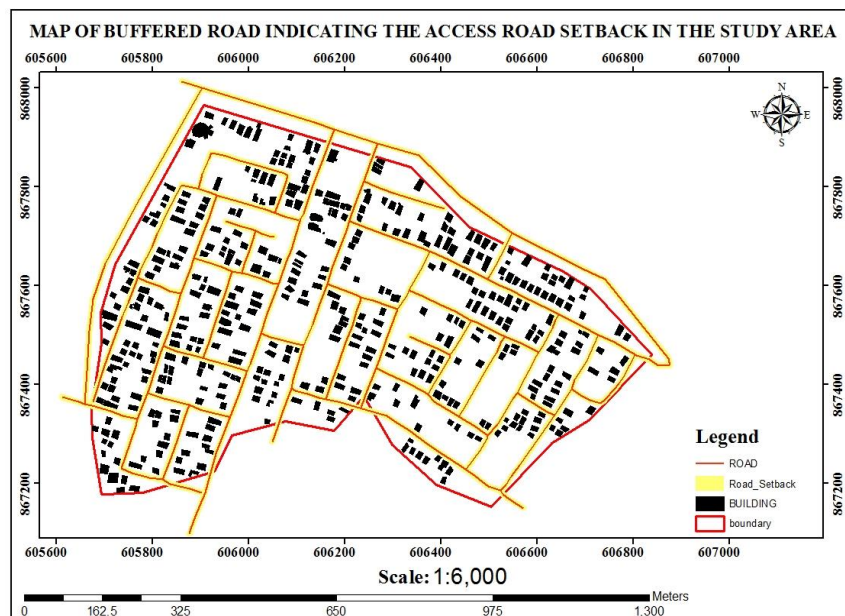 MAP OF BUFFERED ROAD INDICATING THE ACCESS ROAD SETBACK IN THE STUDY AREA
605600 605800 606000 606200 606400 606600 606800 607000
868000 868000
N
W E
S
867800 867800
867600 867600
867400 867400
Legend
ROAD
Road_Setback
BUILDING
boundary
867200 867200
605600 605800 606000 606200 606400 606600 606800 607000
Scale: 1:6,000
Meters
0 162.5 325 650 975 1.300